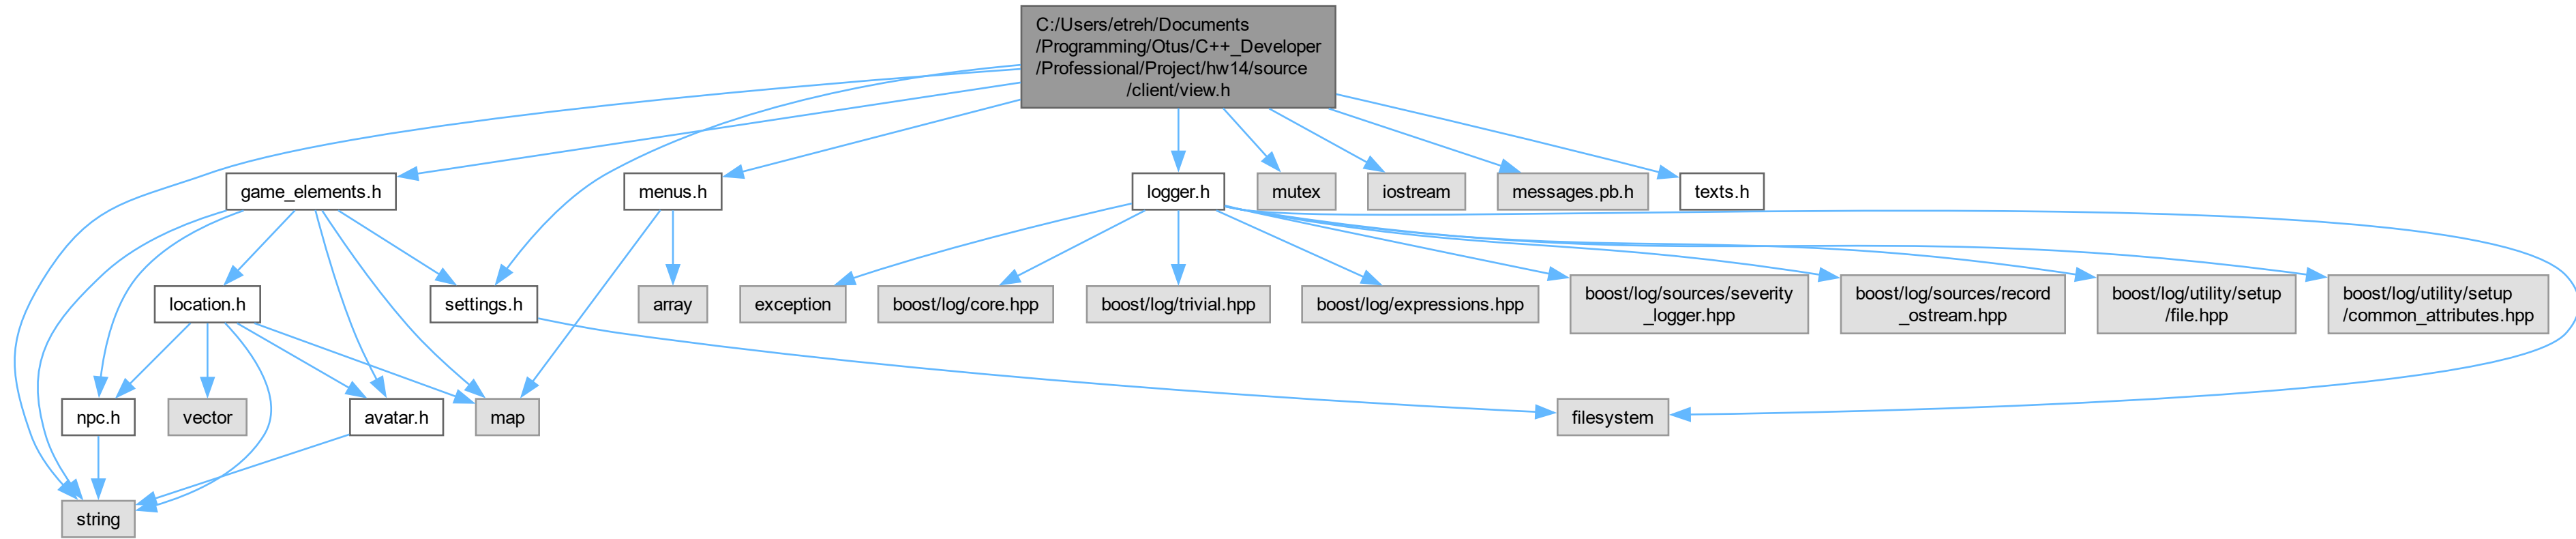 C:/Users/etreh/Documents
/Programming/Otus/C++_Developer
/Professional/Project/hw14/source
/client/view.h
game_elements.h
menus.h
logger.h
mutex
iostream
messages.pb.h
texts.h
location.h
settings.h
array
exception
boost/log/core.hpp
boost/log/trivial.hpp
boost/log/expressions.hpp
boost/log/sources/severity
_logger.hpp
boost/log/sources/record
_ostream.hpp
boost/log/utility/setup
/file.hpp
boost/log/utility/setup
/common_attributes.hpp
npc.h
vector
avatar.h
map
filesystem
string